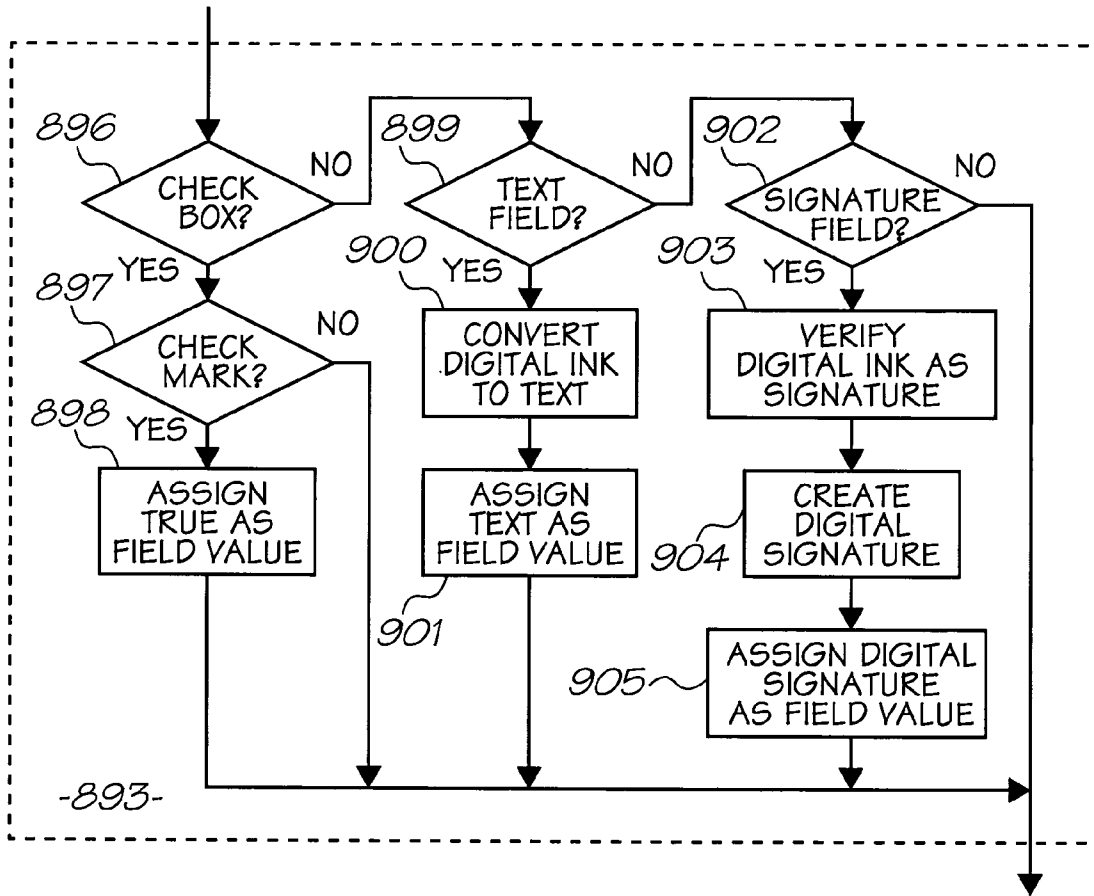 896
CHECK
BOX?
NO
YES
897
CHECK
MARK?
NO
YES
898
ASSIGN
TRUE AS
FIELD VALUE
899
TEXT
FIELD?
NO
YES
900
CONVERT
DIGITAL INK
TO TEXT
ASSIGN
TEXT AS
FIELD VALUE
901
902
SIGNATURE
FIELD?
NO
YES
903
VERIFY
DIGITAL INK AS
SIGNATURE
CREATE
DIGITAL
SIGNATURE
904
ASSIGN DIGITAL
SIGNATURE
AS FIELD VALUE
905
-893-